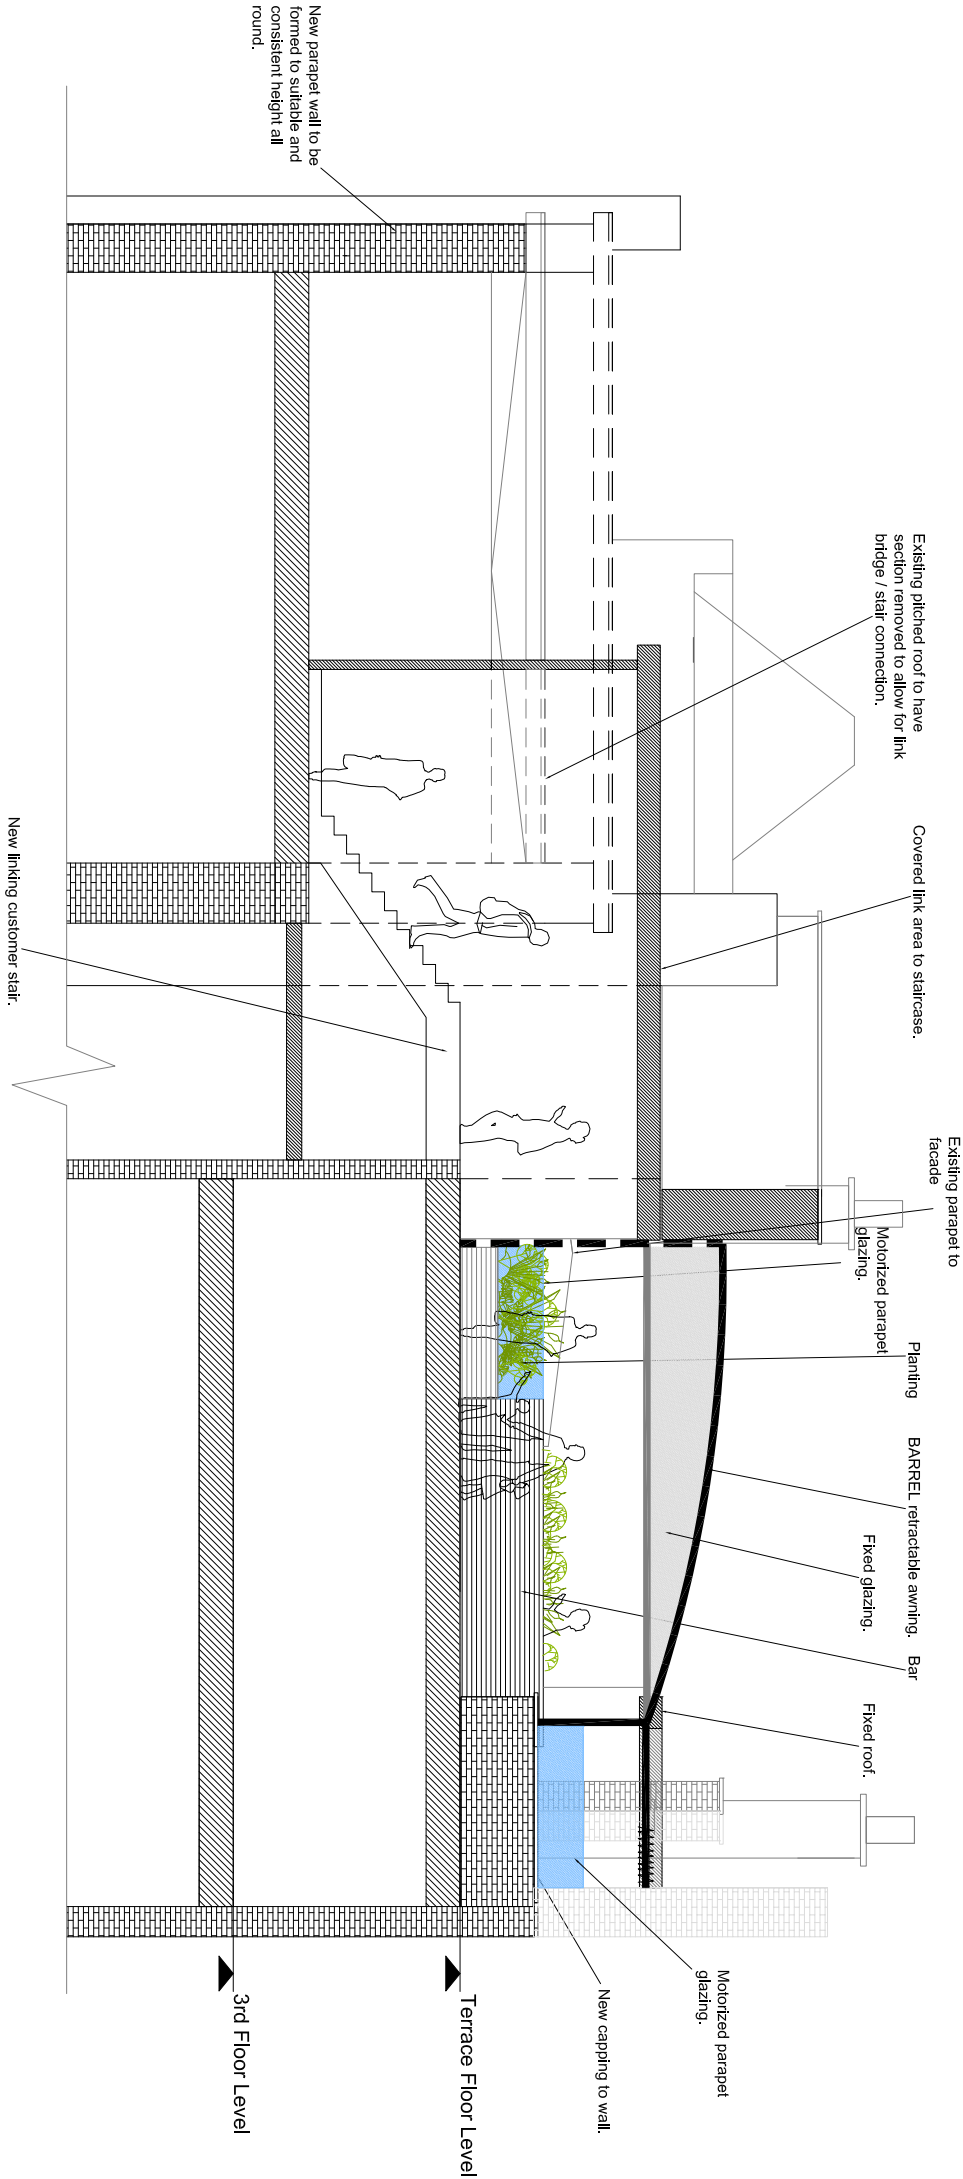 New parapet wall to be
formed to suitable and
consistent height all
round.
Existing pitched roof to have
section removed to allow for link
bridge / stair connection.
Covered link area to staircase.
New linking customer stair.
Existing parapet to
facade
Motorized parapet
glazing.
Planting
BARREL retractable awning.
Fixed glazing.
Bar
Fixed roof.
Motorized parapet
glazing.
New capping to wall.
Terrace Floor Level
3rd Floor Level